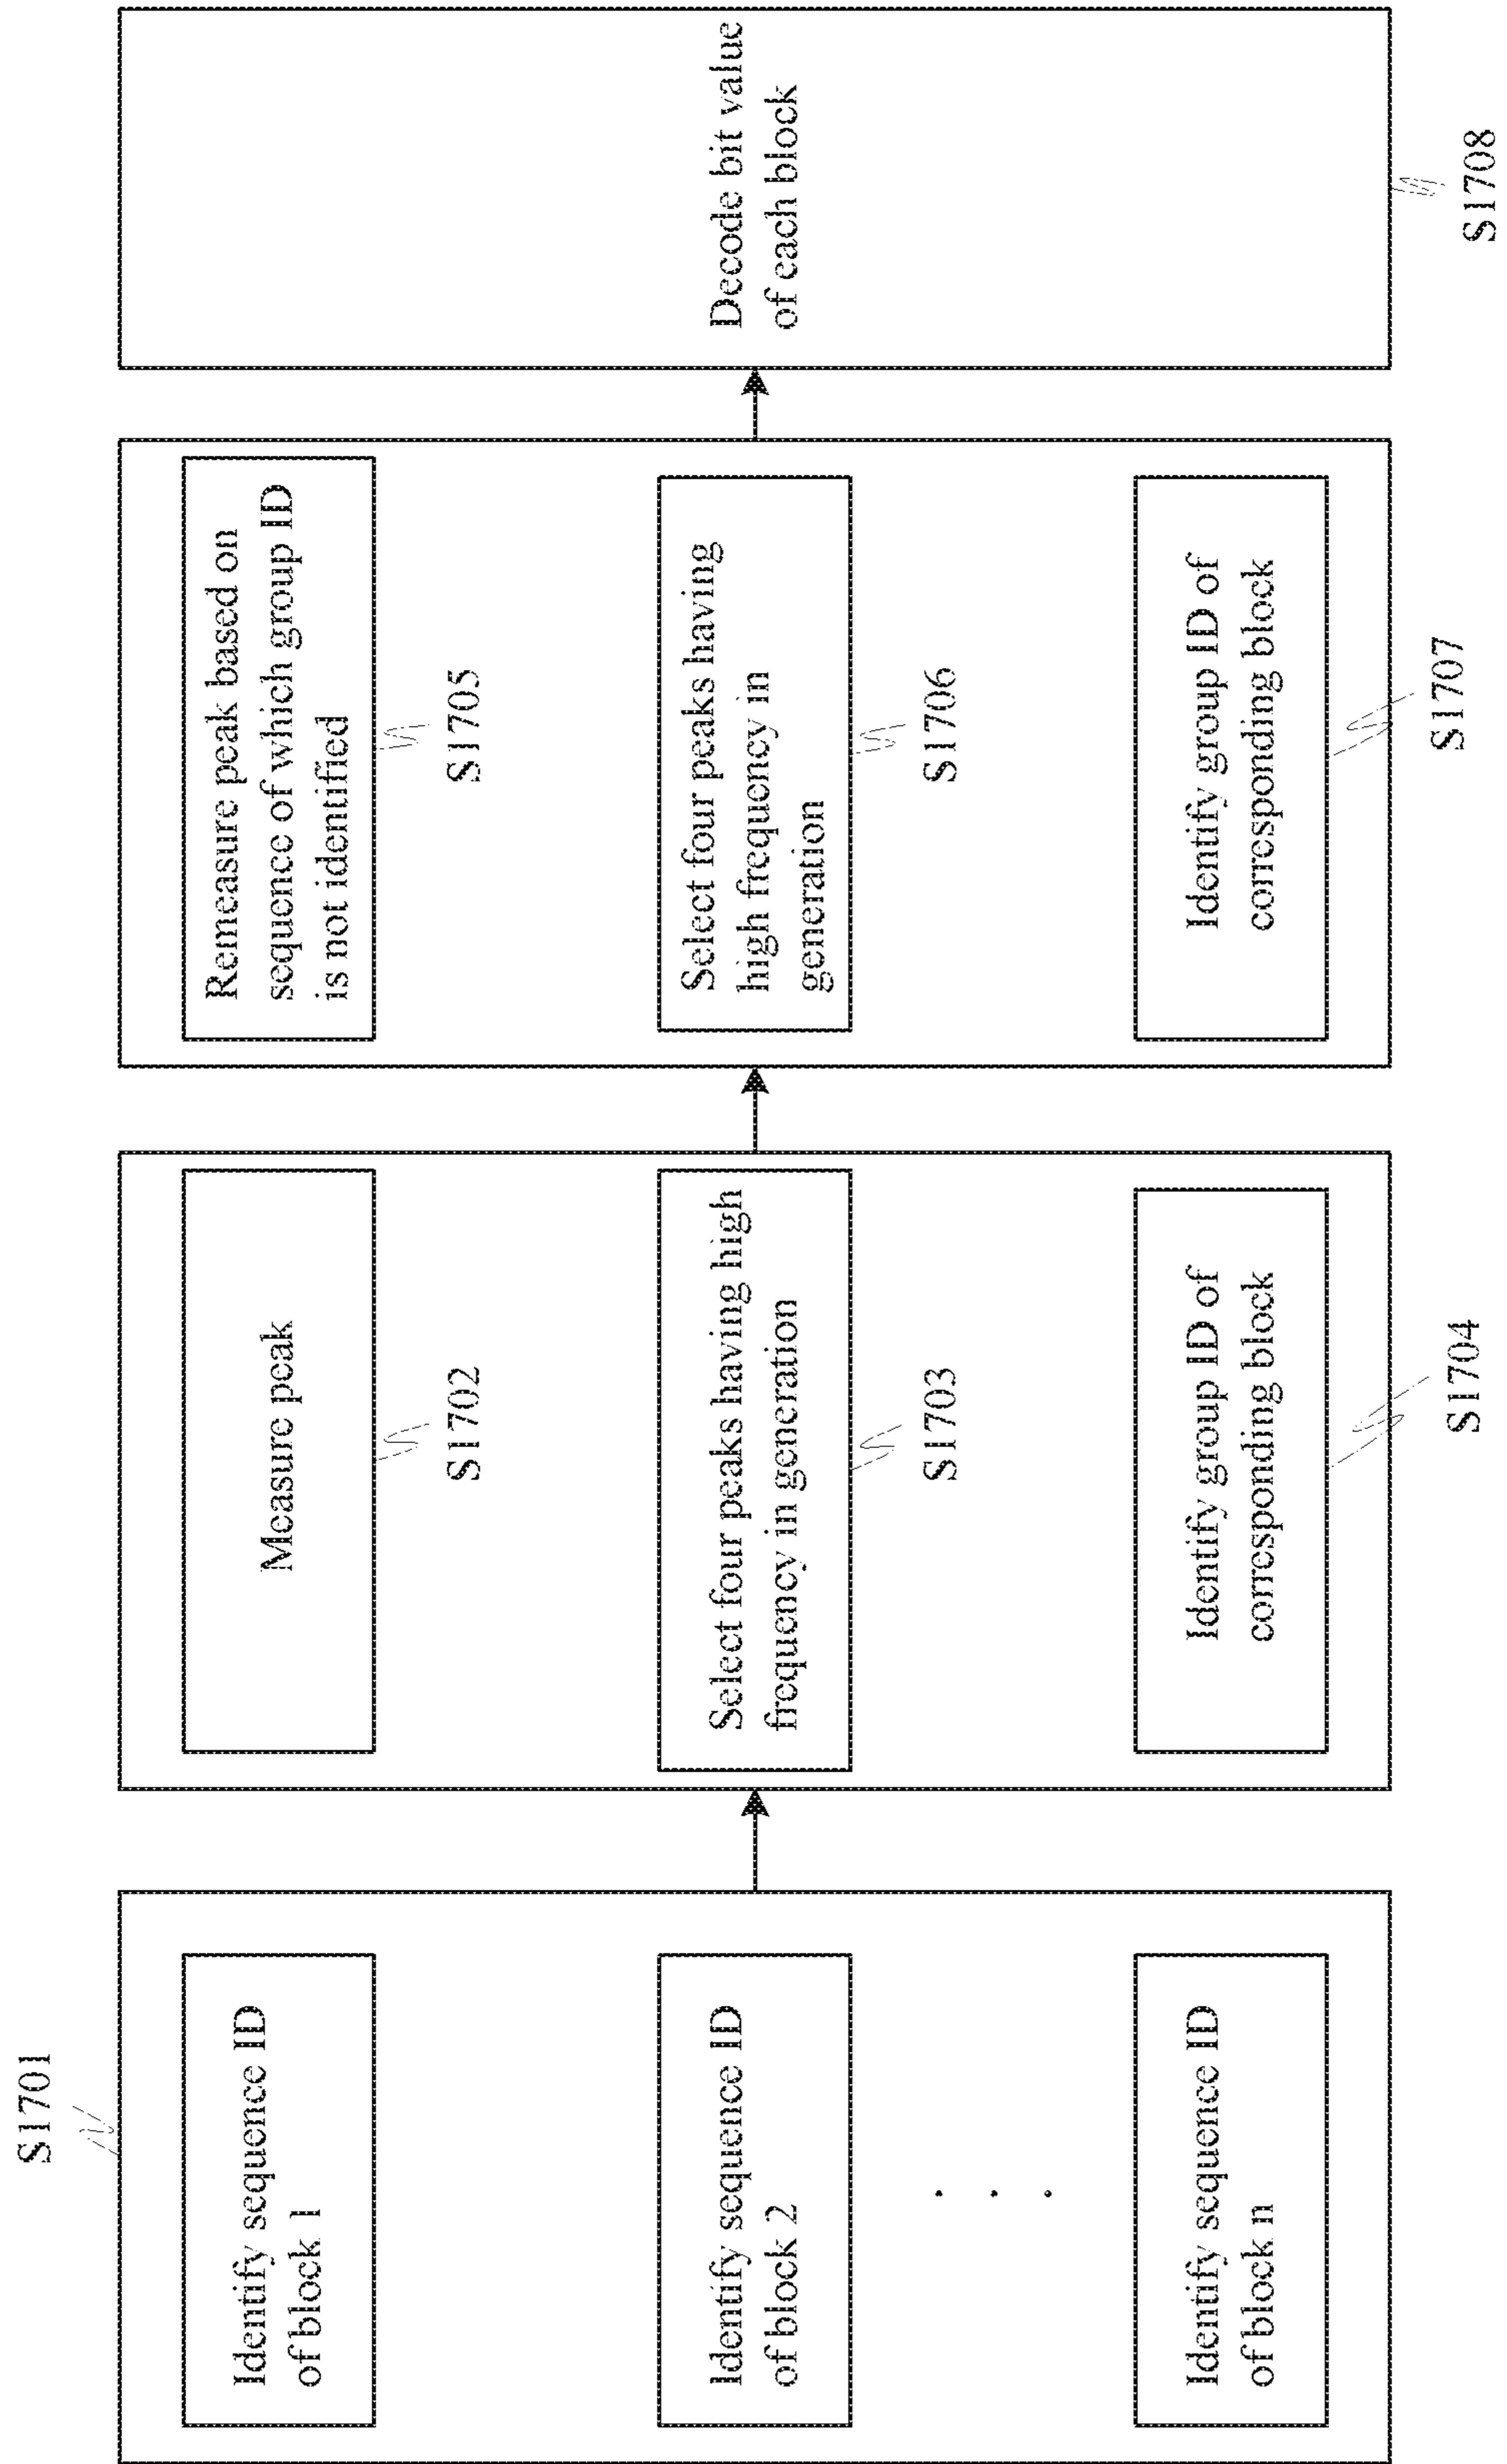 S1701
Identify sequence ID
of block 1
Identify sequence ID
of block 2
. . .
Identify sequence ID
of block n
Measure peak
S1702
Select four peaks having high
frequency in generation
S1703
Identify group ID of
corresponding block
S1704
Remeasure peak based on
sequence of which group ID
is not identified
S1705
Select four peaks having
high frequency in
generation
S1706
Identify group ID of
corresponding block
S1707
Decode bit value
of each block
S1708